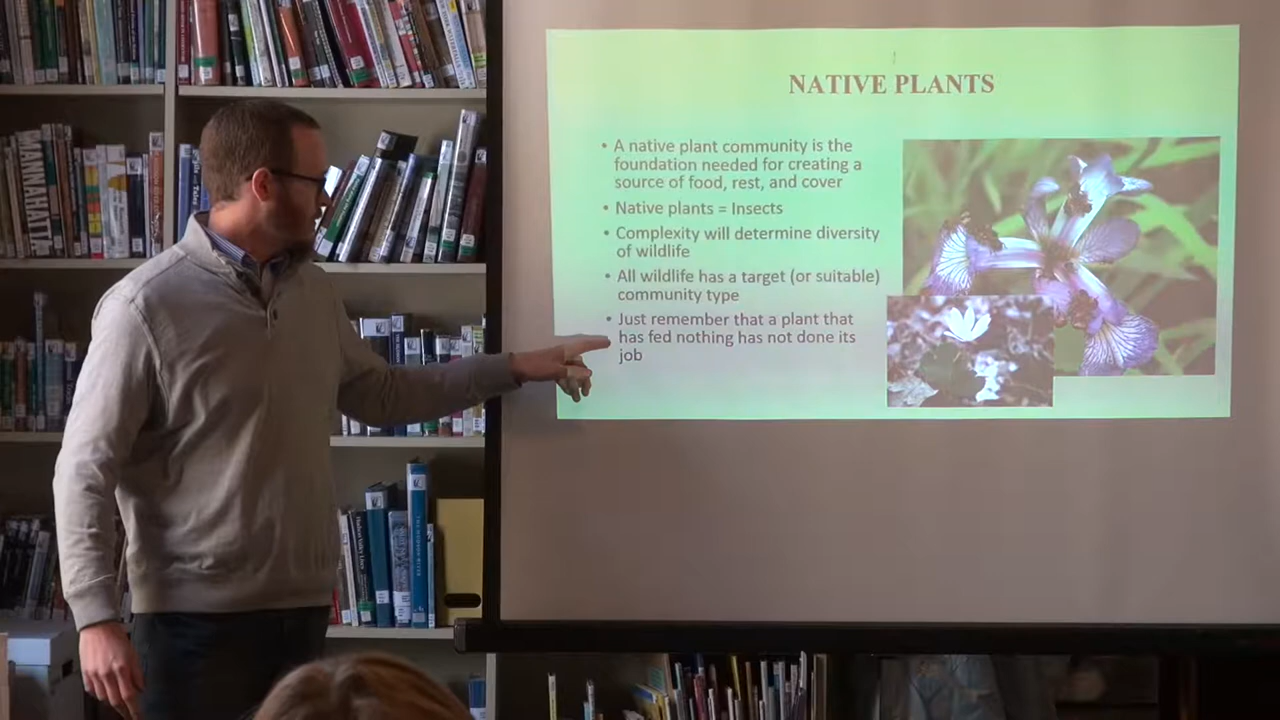 NATIVE PLANTS
• A native plant community is the
foundation needed for creating a
source of food, rest, and cover
• Native plants = Insects
• Complexity will determine diversity
of wildlife
• All wildlife has a target (or suitable)
community type
• Just remember that a plant that
has fed nothing has not done its
job
MANNAHATTA